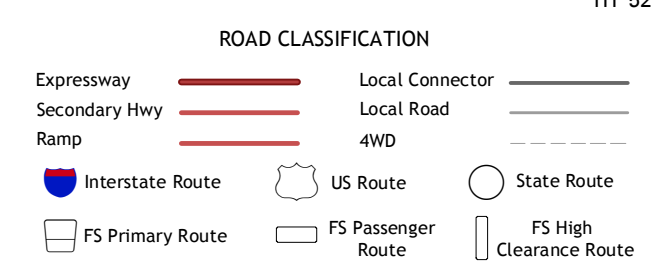 ROAD CLASSIFICATION
Expressway
Local Connector
Secondary Hwy
Local Road
Ramp
4WD
Interstate Route
US Route
State Route
FS Primary Route
FS Passenger
Route
FS High
Clearance Route